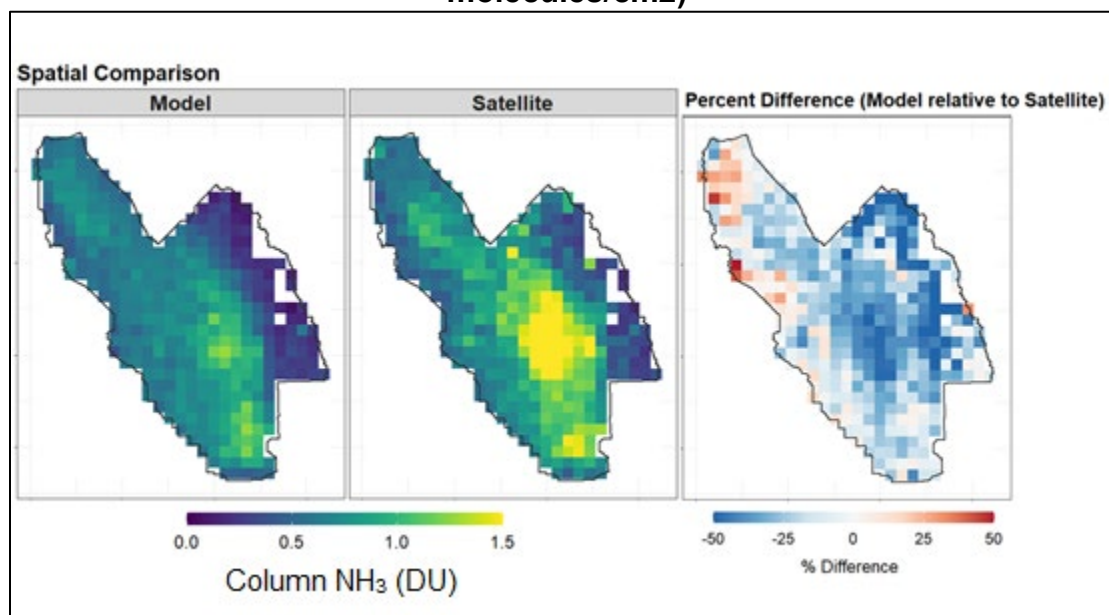 molecules/cm2)
Spatial Comparison
Model
Satellite
Percent Difference (Model relative to Satellite)
0.0 0.5 1.0 1.5
Column NH₃ (DU)
-50 -25 0 25 50
% Difference